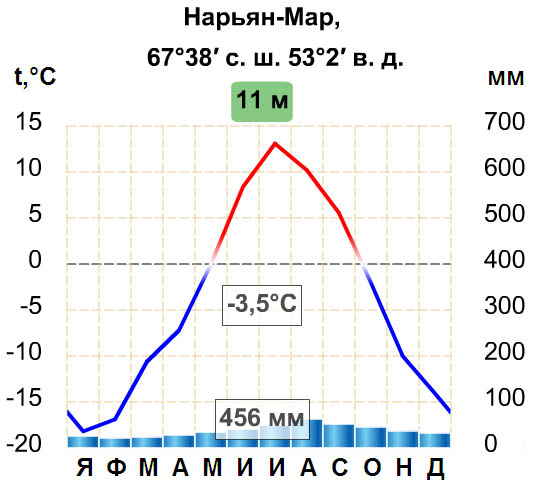 Нарьян-Мар,
67°38′ с. ш. 53°2′ в. д.
t,°C
мм
11 м
15
700
10
600
5
500
0
400
-5
300
-3,5°C
-10
200
-15
100
456 мм
-20
0
Я Ф М А М И И А С О Н Д